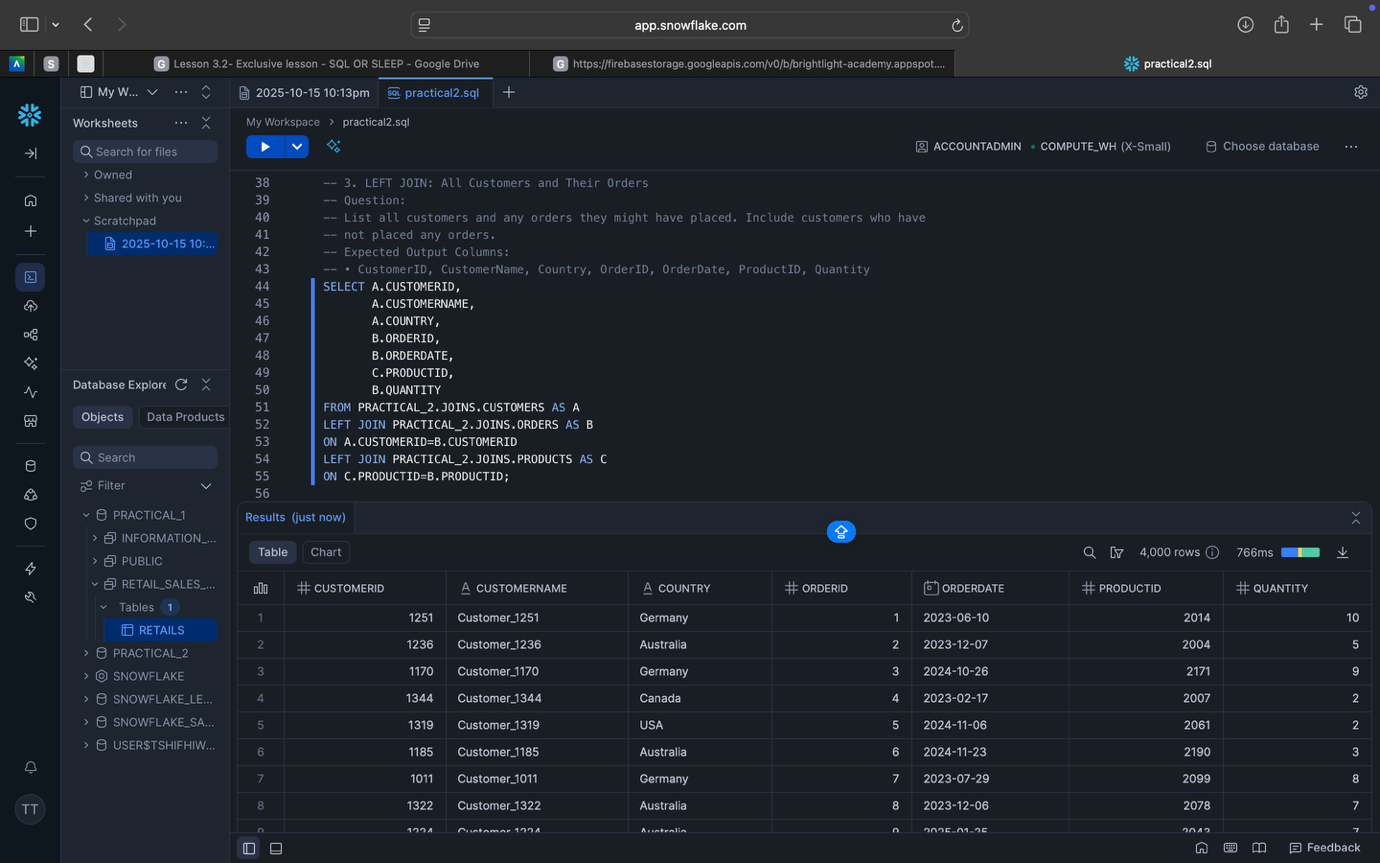 app.snowflake.com
S
G Lesson 3.2- Exclusive lesson - SQL OR SLEEP - Google Drive
G https://firebasestorage.googleapis.com/v0/b/brightlight-academy.appspot....
practical2.sql
My W...
2025-10-15 10:13pm
SQL practical2.sql
Worksheets
Search for files
Owned
Shared with you
Scratchpad
2025-10-15 10:...
My Workspace > practical2.sql
ACCOUNTADMIN • COMPUTE_WH (X-Small)
Choose database
38 -- 3. LEFT JOIN: All Customers and Their Orders
39 -- Question:
40 -- List all customers and any orders they might have placed. Include customers who have
41 -- not placed any orders.
42 -- Expected Output Columns:
43 -- • CustomerID, CustomerName, Country, OrderID, OrderDate, ProductID, Quantity
44 SELECT A.CUSTOMERID,
45 A.CUSTOMERNAME,
46 A.COUNTRY,
47 B.ORDERID,
48 B.ORDERDATE,
49 C.PRODUCTID,
50 B.QUANTITY
51 FROM PRACTICAL_2.JOINS.CUSTOMERS AS A
52 LEFT JOIN PRACTICAL_2.JOINS.ORDERS AS B
53 ON A.CUSTOMERID=B.CUSTOMERID
54 LEFT JOIN PRACTICAL_2.JOINS.PRODUCTS AS C
55 ON C.PRODUCTID=B.PRODUCTID;
56
Database Explore
Objects
Data Products
Search
Filter
PRACTICAL_1
INFORMATION_...
PUBLIC
RETAIL_SALES_...
Tables 1
RETAILS
PRACTICAL_2
SNOWFLAKE
SNOWFLAKE_LE...
SNOWFLAKE_SA...
USER$TSHIFHIW...
TT
Results (just now)
Table
Chart
4,000 rows
766ms
CUSTOMERID CUSTOMERNAME COUNTRY ORDERID ORDERDATE PRODUCTID QUANTITY
1 1251 Customer_1251 Germany 1 2023-06-10 2014 10
2 1236 Customer_1236 Australia 2 2023-12-07 2004 5
3 1170 Customer_1170 Germany 3 2024-10-26 2171 9
4 1344 Customer_1344 Canada 4 2023-02-17 2007 2
5 1319 Customer_1319 USA 5 2024-11-06 2061 2
6 1185 Customer_1185 Australia 6 2024-11-23 2190 3
7 1011 Customer_1011 Germany 7 2023-07-29 2099 8
8 1322 Customer_1322 Australia 8 2023-12-06 2078 7
9 1224 Customer_1224 Australia 9 2025-01-25 2043 7
Feedback